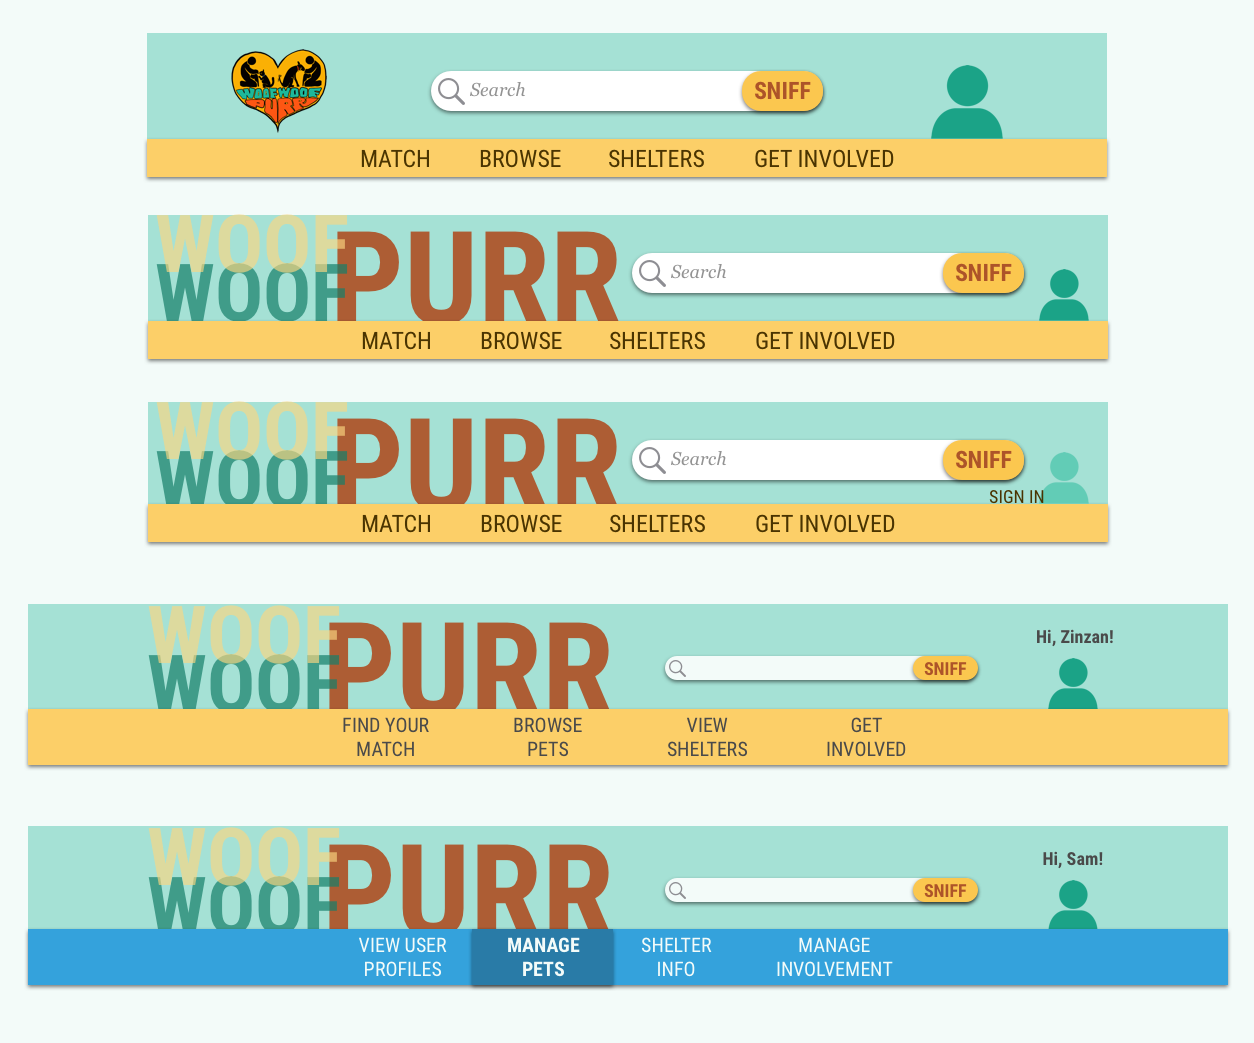 WOOFWOOF
PURR
Search
SNIFF
MATCH BROWSE SHELTERS GET INVOLVED
WOOF
WOOF
PURR
Search
SNIFF
MATCH BROWSE SHELTERS GET INVOLVED
WOOF
WOOF
PURR
Search
SNIFF
SIGN IN
MATCH BROWSE SHELTERS GET INVOLVED
WOOF
WOOF
PURR
SNIFF
Hi, Zinzan!
FIND YOUR
MATCH
BROWSE
PETS
VIEW
SHELTERS
GET
INVOLVED
WOOF
WOOF
PURR
SNIFF
Hi, Sam!
VIEW USER
PROFILES
MANAGE
PETS
SHELTER
INFO
MANAGE
INVOLVEMENT